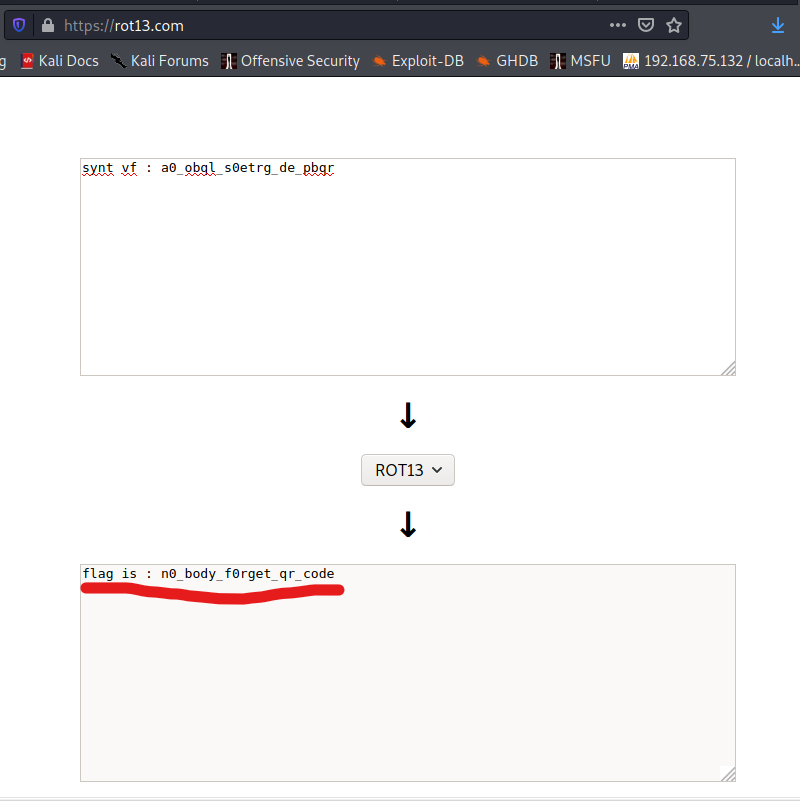 https://rot13.com
Kali Docs Kali Forums Offensive Security Exploit-DB GHDB MSFU PMA 192.168.75.132 / localh..
synt vf : a0_obql_s0etrg_de_pbqr
ROT13
flag is : n0_body_f0rget_qr_code